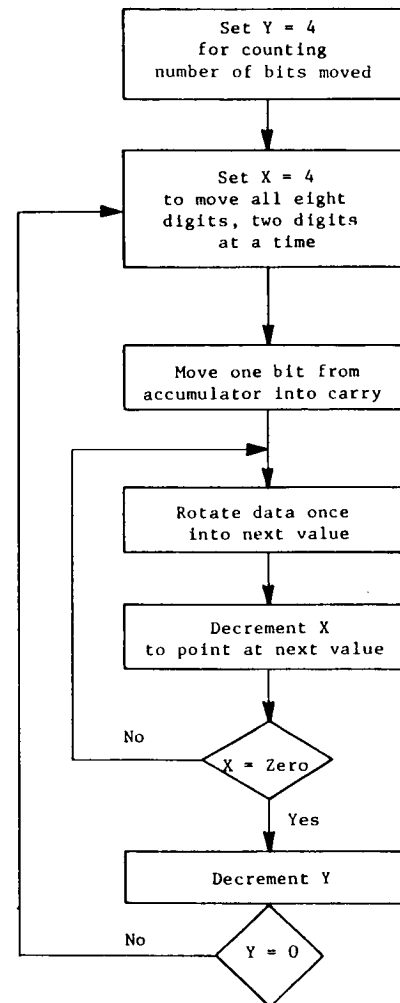 Set Y = 4
for counting
number of bits moved
Set X = 4
to move all eight
digits, two digits
at a time
Move one bit from
accumulator into carry
Rotate data once
into next value
Decrement X
to point at next value
No
X = Zero
Yes
Decrement Y
No
Y = 0